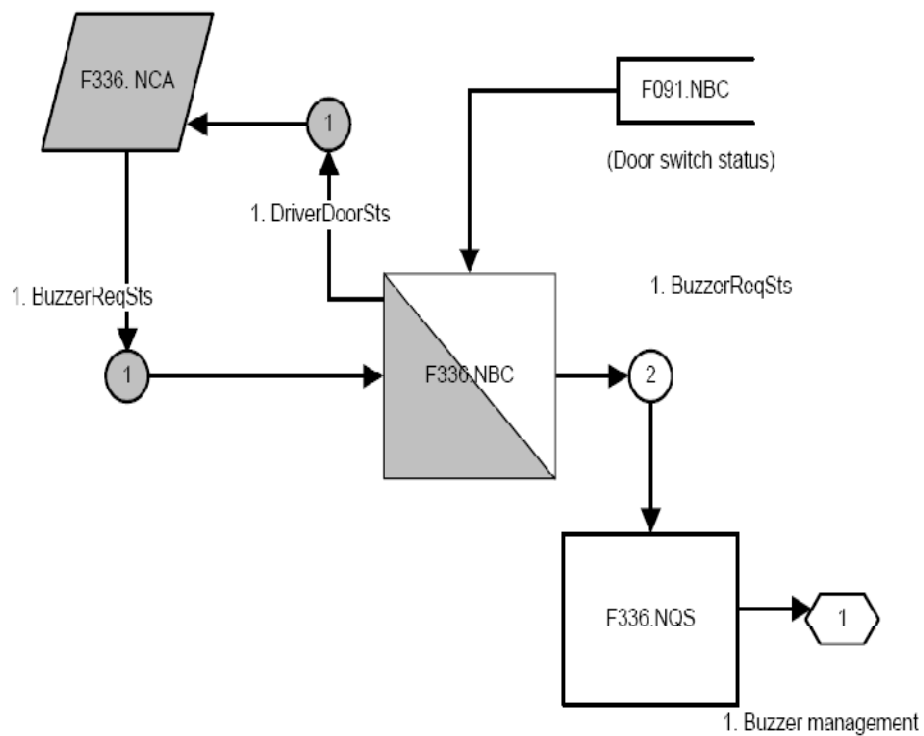 F336. NCA
F091.NBC
1
(Door switch status)
1. DriverDoorSts
1. BuzzerReqSts
1. BuzzerReqSts
1
F336.NBC
2
F336.NQS
1
1. Buzzer management